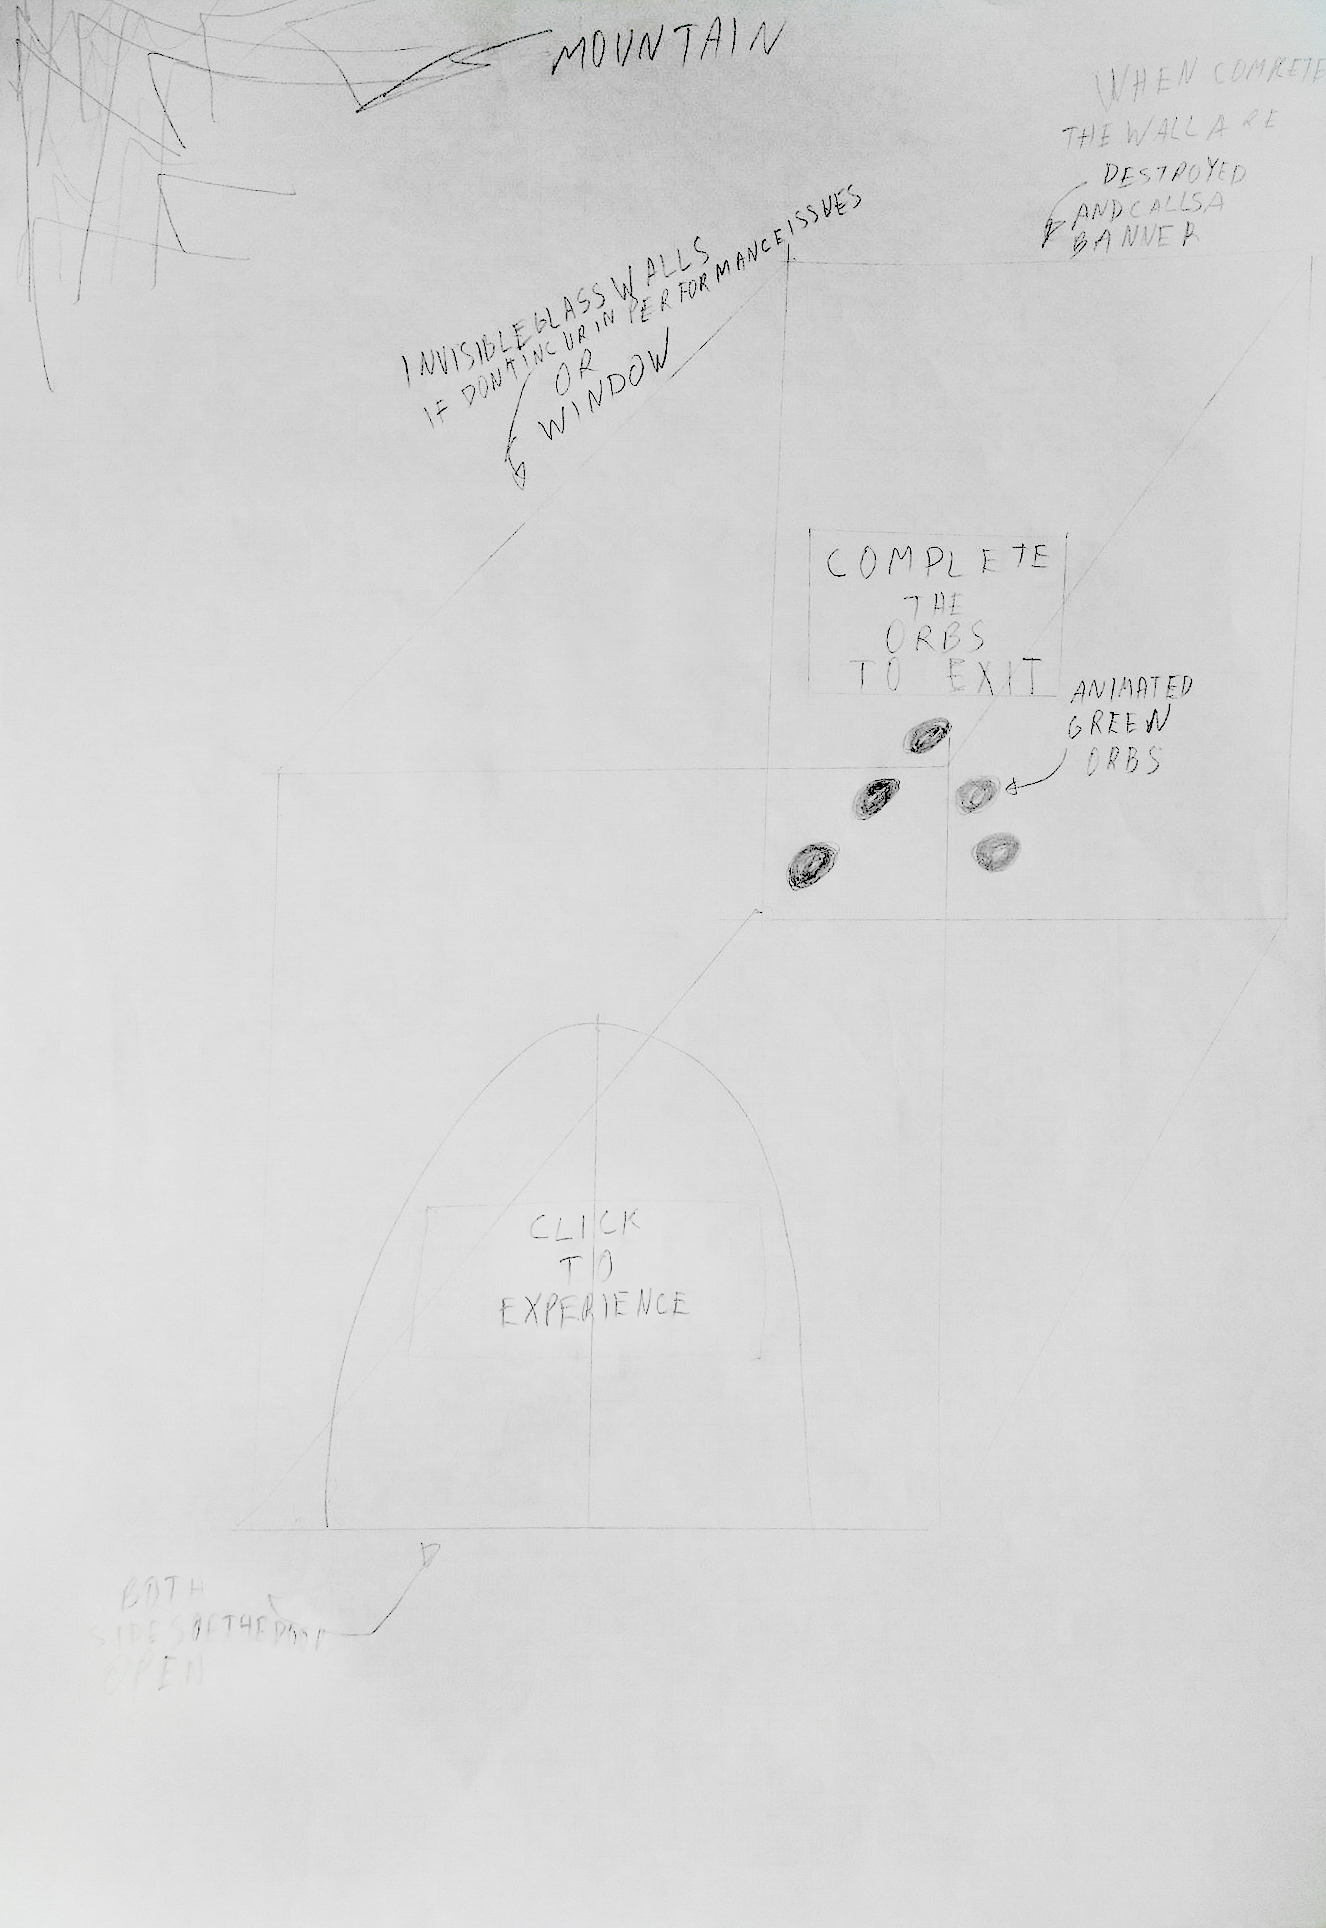 MOUNTAIN
WHEN COMPLETE
THE WALL ARE
DESTROYED
AND CALLS A
BANNER
INVISIBLE GLASS WALLS
IF DONT INCUR IN PERFORMANCE ISSUES
OR
WINDOW
COMPLETE
THE
ORBS
TO EXIT
ANIMATED
GREEN
ORBS
CLICK
TO
EXPERIENCE
BOTH
SIDES OF THE DOOR
OPEN